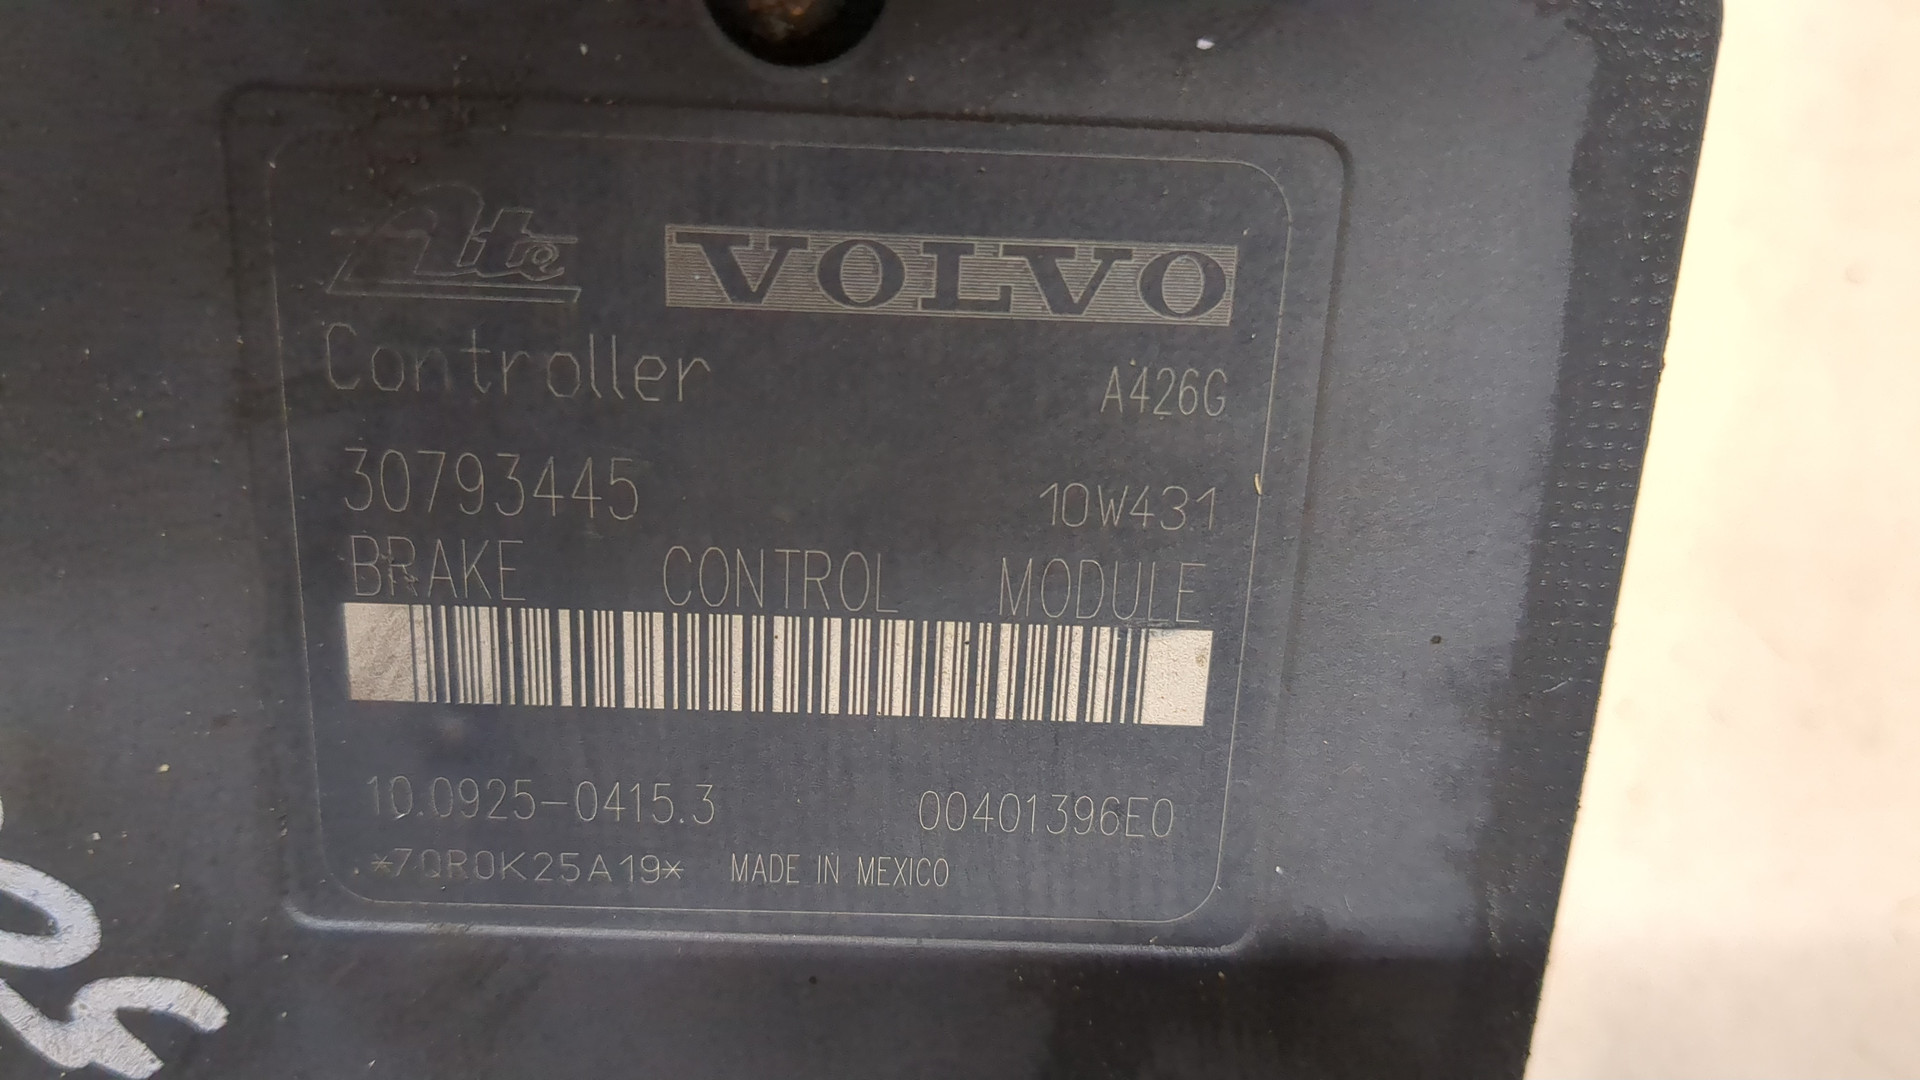 Ate VOLVO
Controller A426G
30793445 10W431
BRAKE CONTROL MODULE
10.0925-0415.3 00401396E0
*7QR0K25A19* MADE IN MEXICO